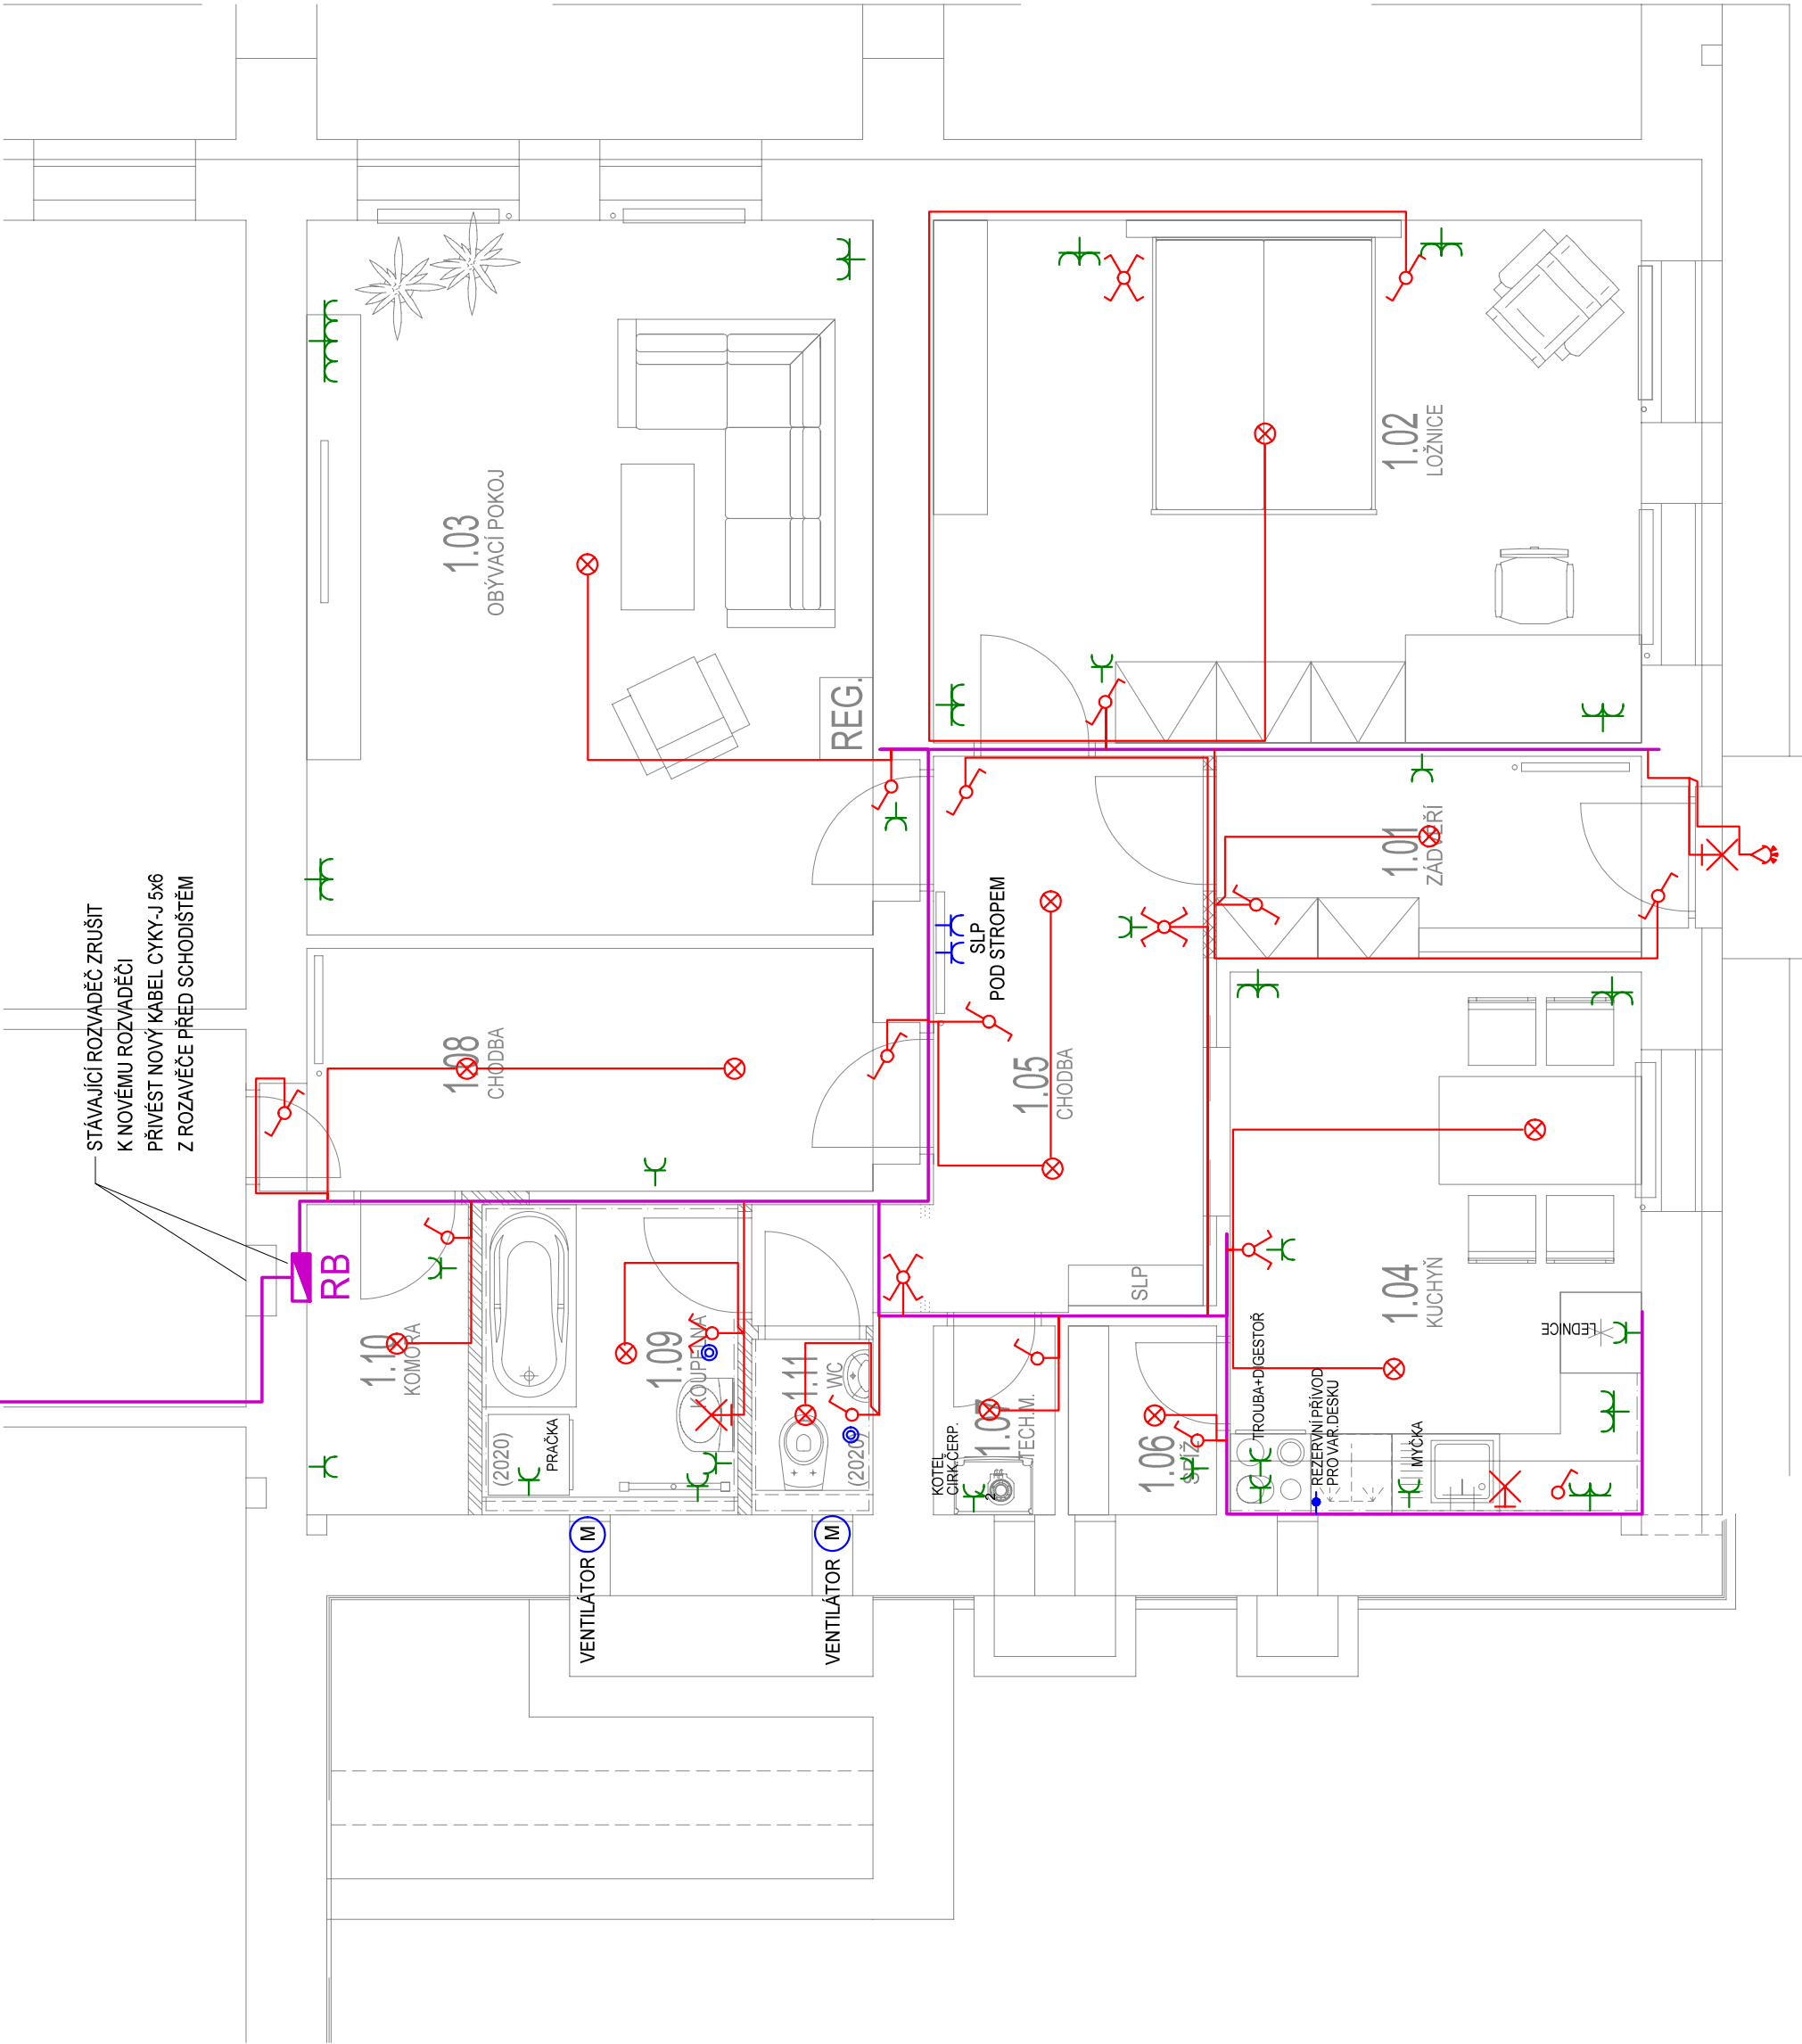 STÁVAJÍCÍ ROZVADĚČ ZRUŠIT
K NOVÉMU ROZVADĚČI
PŘIVÉST NOVÝ KABEL CYKY-J 5x6
Z ROZAVĚČE PŘED SCHODIŠTĚM
RB
1.03
OBÝVACÍ POKOJ
REG.
1.02
LOŽNICE
1.01
ZÁDVEŘÍ
1.08
CHODBA
SLP
POD STROPEM
1.05
CHODBA
SLP
1.04
KUCHYŇ
LEDNICE
1.10
KOMORA
1.09
KOUPELNA
(2020)
PRAČKA
1.11
WC
(2020)
KOTEL
CIRK.ČERP.
2
1.07
TECH.M.
1.06
SPÍŽ
TROUBA+DIGESTOŘ
REZERVNÍ PŘÍVOD
PRO VAR.DESKU
MYČKA
VENTILÁTOR M
VENTILÁTOR M